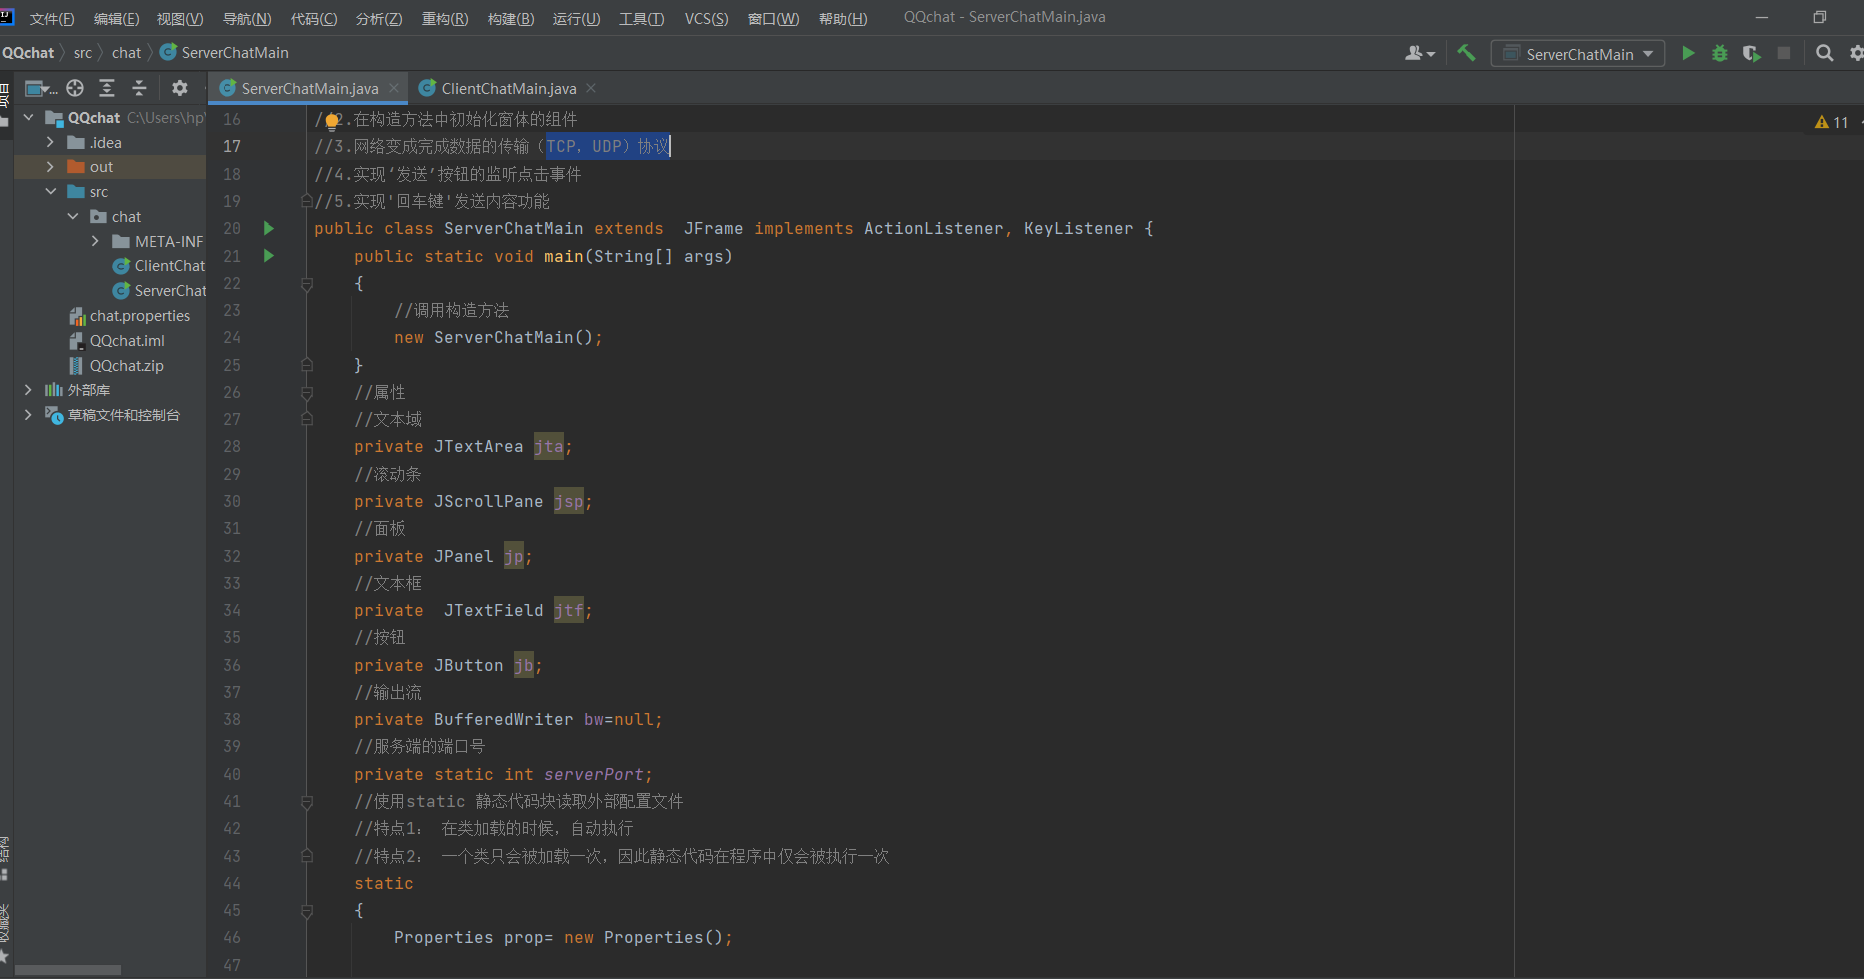 文件(F) 编辑(E) 视图(V) 导航(N) 代码(C) 分析(Z) 重构(R) 构建(B) 运行(U) 工具(T) VCS(S) 窗口(W) 帮助(H) QQchat - ServerChatMain.java
QQchat src chat ServerChatMain ServerChatMain
项目
... ServerChatMain.java ClientChatMain.java
QQchat C:\Users\hp\
.idea
out
src
chat
META-INF
ClientChat
ServerChat
chat.properties
QQchat.iml
QQchat.zip
外部库
草稿文件和控制台
结构
收藏夹
11
16 //2.在构造方法中初始化窗体的组件
17 //3.网络变成完成数据的传输（TCP，UDP）协议
18 //4.实现‘发送’按钮的监听点击事件
19 //5.实现'回车键'发送内容功能
20 public class ServerChatMain extends  JFrame implements ActionListener, KeyListener {
21 public static void main(String[] args)
22 {
23 //调用构造方法
24 new ServerChatMain();
25 }
26 //属性
27 //文本域
28 private JTextArea jta;
29 //滚动条
30 private JScrollPane jsp;
31 //面板
32 private JPanel jp;
33 //文本框
34 private  JTextField jtf;
35 //按钮
36 private JButton jb;
37 //输出流
38 private BufferedWriter bw=null;
39 //服务端的端口号
40 private static int serverPort;
41 //使用static 静态代码块读取外部配置文件
42 //特点1： 在类加载的时候，自动执行
43 //特点2： 一个类只会被加载一次，因此静态代码在程序中仅会被执行一次
44 static
45 {
46 Properties prop= new Properties();
47